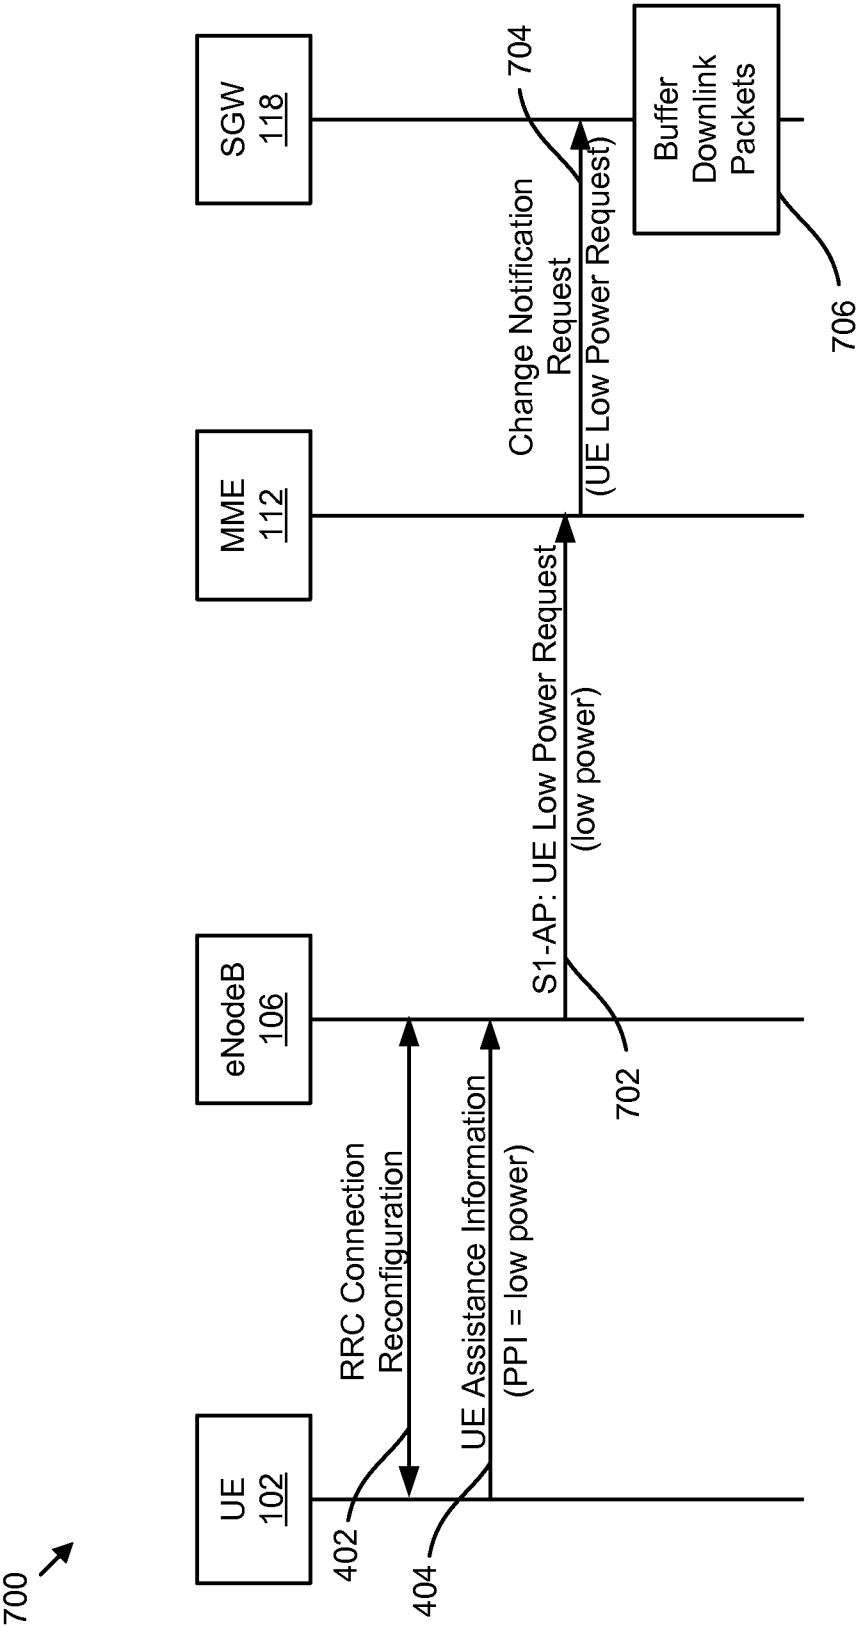 700
UE
102
eNodeB
106
MME
112
SGW
118
RRC Connection
Reconfiguration
402
UE Assistance Information
(PPI = low power)
404
S1-AP: UE Low Power Request
(low power)
702
Change Notification
Request
(UE Low Power Request)
704
Buffer
Downlink
Packets
706